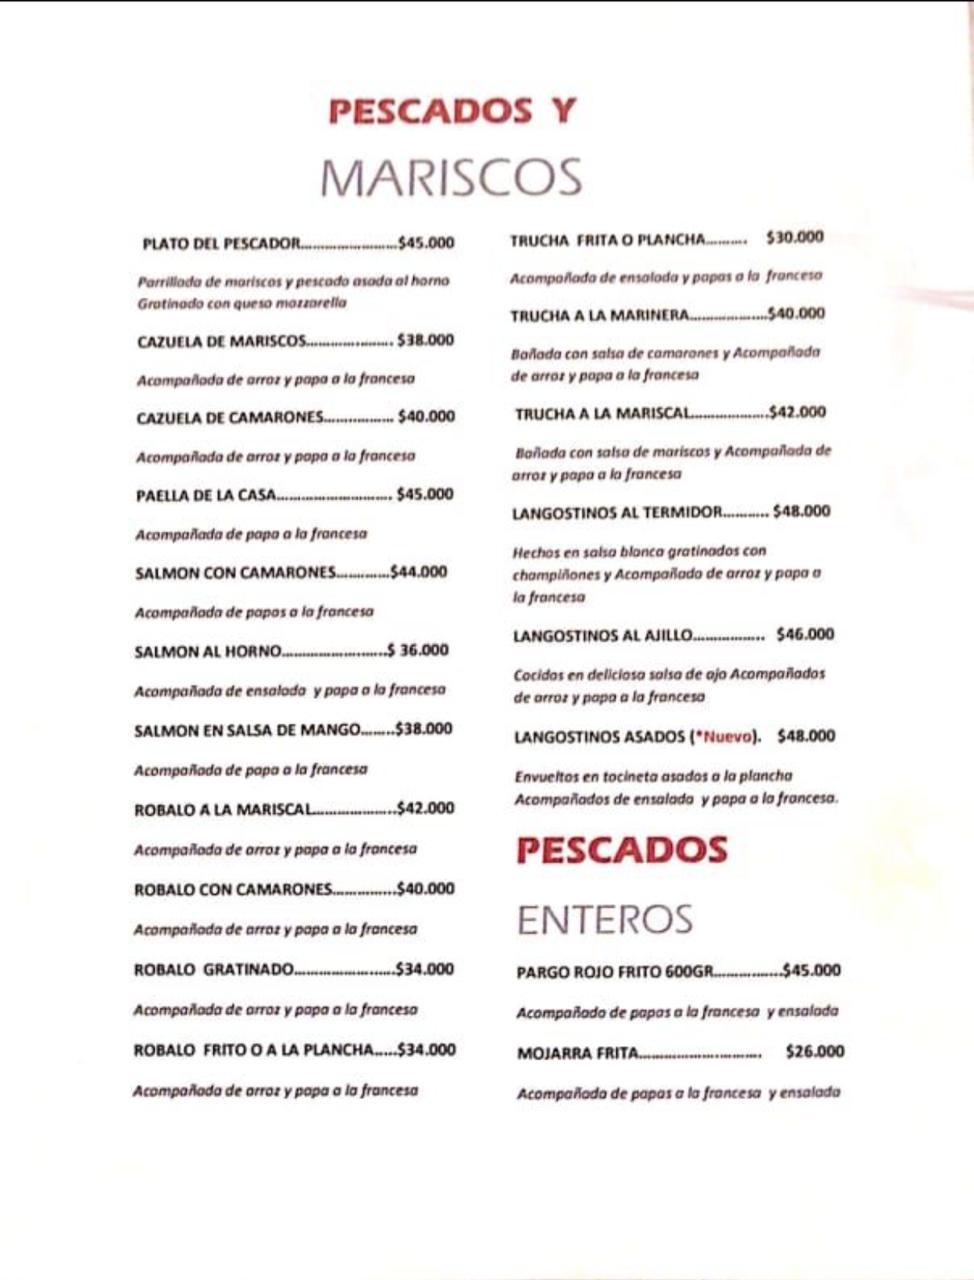 PESCADOS Y
MARISCOS
PLATO DEL PESCADOR..........................$45.000
Parrillada de mariscos y pescado asada al horno
Gratinado con queso mozzarella
CAZUELA DE MARISCOS....................... $38.000
Acompañada de arroz y papa a la francesa
CAZUELA DE CAMARONES.................. $40.000
Acompañada de arroz y papa a la francesa
PAELLA DE LA CASA.............................. $45.000
Acompañada de papa a la francesa
SALMON CON CAMARONES..............$44.000
Acompañada de papas a la francesa
SALMON AL HORNO............................$ 36.000
Acompañada de ensalada y papa a la francesa
SALMON EN SALSA DE MANGO........$38.000
Acompañada de papa a la francesa
ROBALO A LA MARISCAL......................$42.000
Acompañada de arroz y papa a la francesa
ROBALO CON CAMARONES.................$40.000
Acompañada de arroz y papa a la francesa
ROBALO GRATINADO...........................$34.000
Acompañada de arroz y papa a la francesa
ROBALO FRITO O A LA PLANCHA......$34.000
Acompañada de arroz y papa a la francesa
TRUCHA FRITA O PLANCHA.......... $30.000
Acompañada de ensalada y papas a la francesa
TRUCHA A LA MARINERA....................$40.000
Bañada con salsa de camarones y Acompañada
de arroz y papa a la francesa
TRUCHA A LA MARISCAL....................$42.000
Bañada con salsa de mariscos y Acompañada de
arroz y papa a la francesa
LANGOSTINOS AL TERMIDOR........... $48.000
Hechos en salsa blanca gratinados con
champiñones y Acompañado de arroz y papa a
la francesa
LANGOSTINOS AL AJILLO.................. $46.000
Cocidos en deliciosa salsa de ajo Acompañados
de arroz y papa a la francesa
LANGOSTINOS ASADOS (*Nuevo). $48.000
Envueltos en tocineta asados a la plancha
Acompañados de ensalada y papa a la francesa.
PESCADOS
ENTEROS
PARGO ROJO FRITO 600GR..................$45.000
Acompañado de papas a la francesa y ensalada
MOJARRA FRITA................................ $26.000
Acompañada de papas a la francesa y ensalada